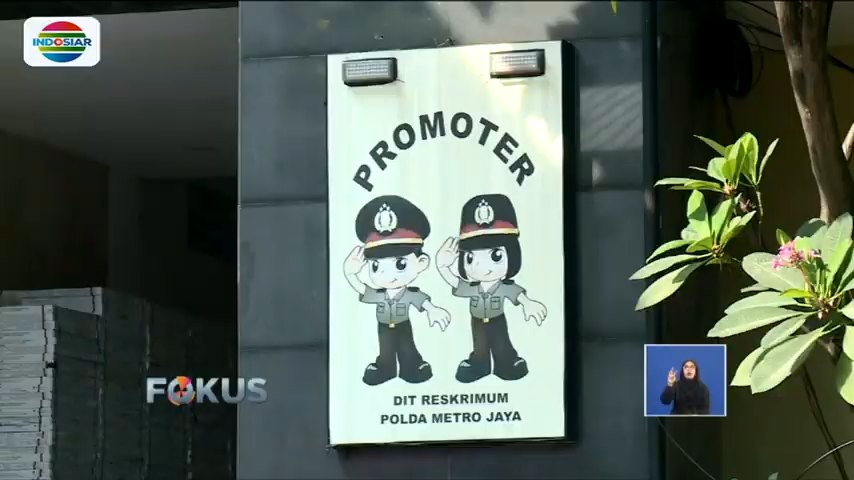 INDOSIAR
PROMOTER
FOKUS
DIT RESKRIMUM
POLDA METRO JAYA